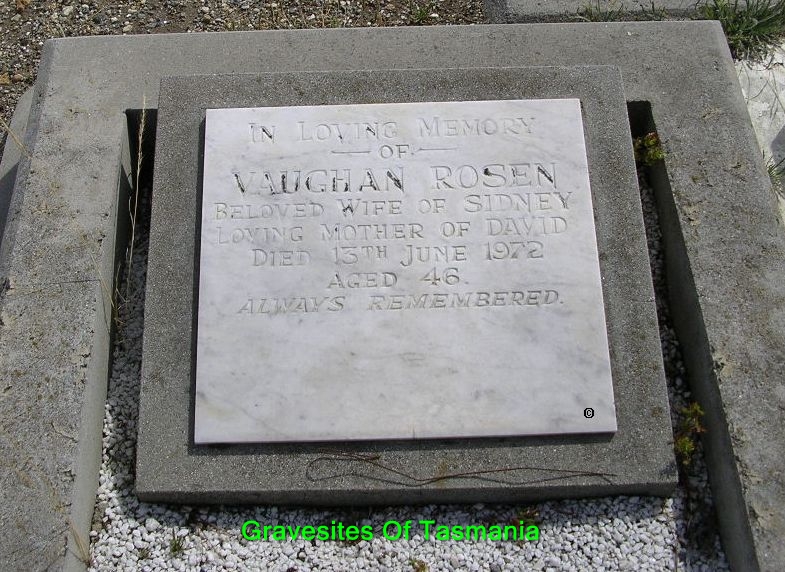 IN LOVING MEMORY
OF
VAUGHAN ROSEN
BELOVED WIFE OF SIDNEY
LOVING MOTHER OF DAVID
DIED 13TH JUNE 1972
AGED 46.
ALWAYS REMEMBERED.
©
Gravesites Of Tasmania